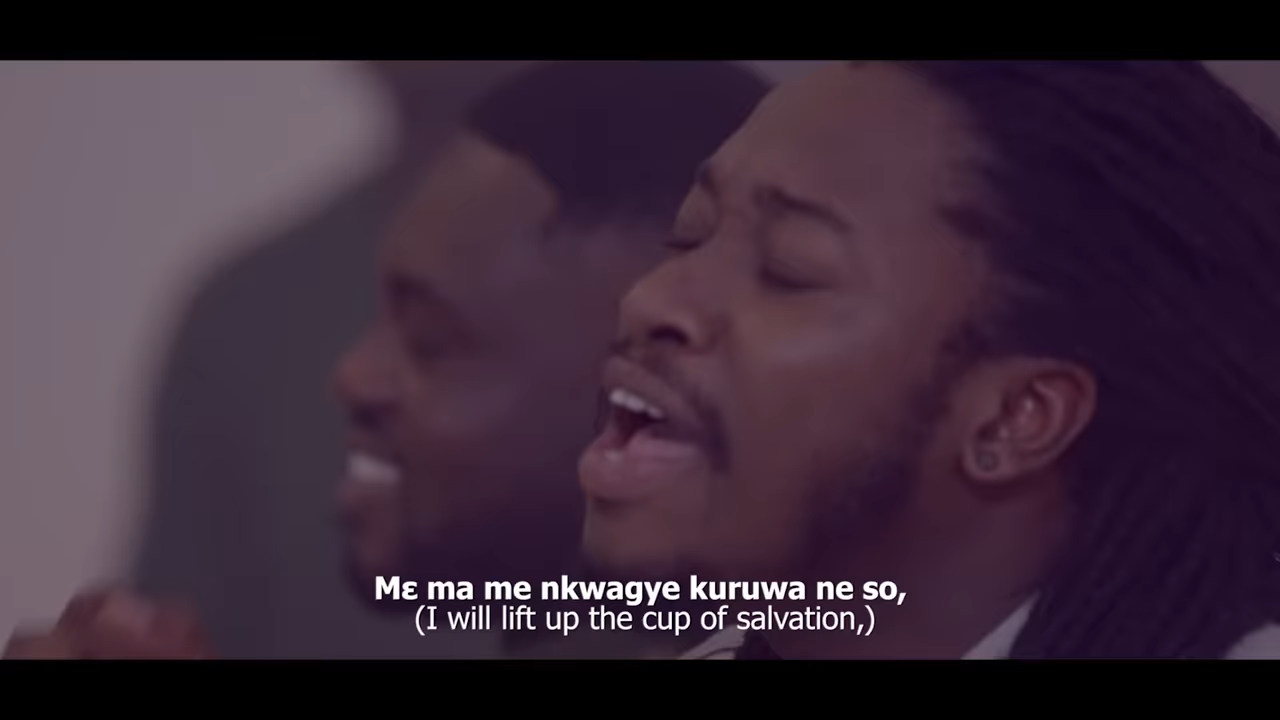 Mɛ ma me nkwagye kuruwa ne so,
(I will lift up the cup of salvation,)